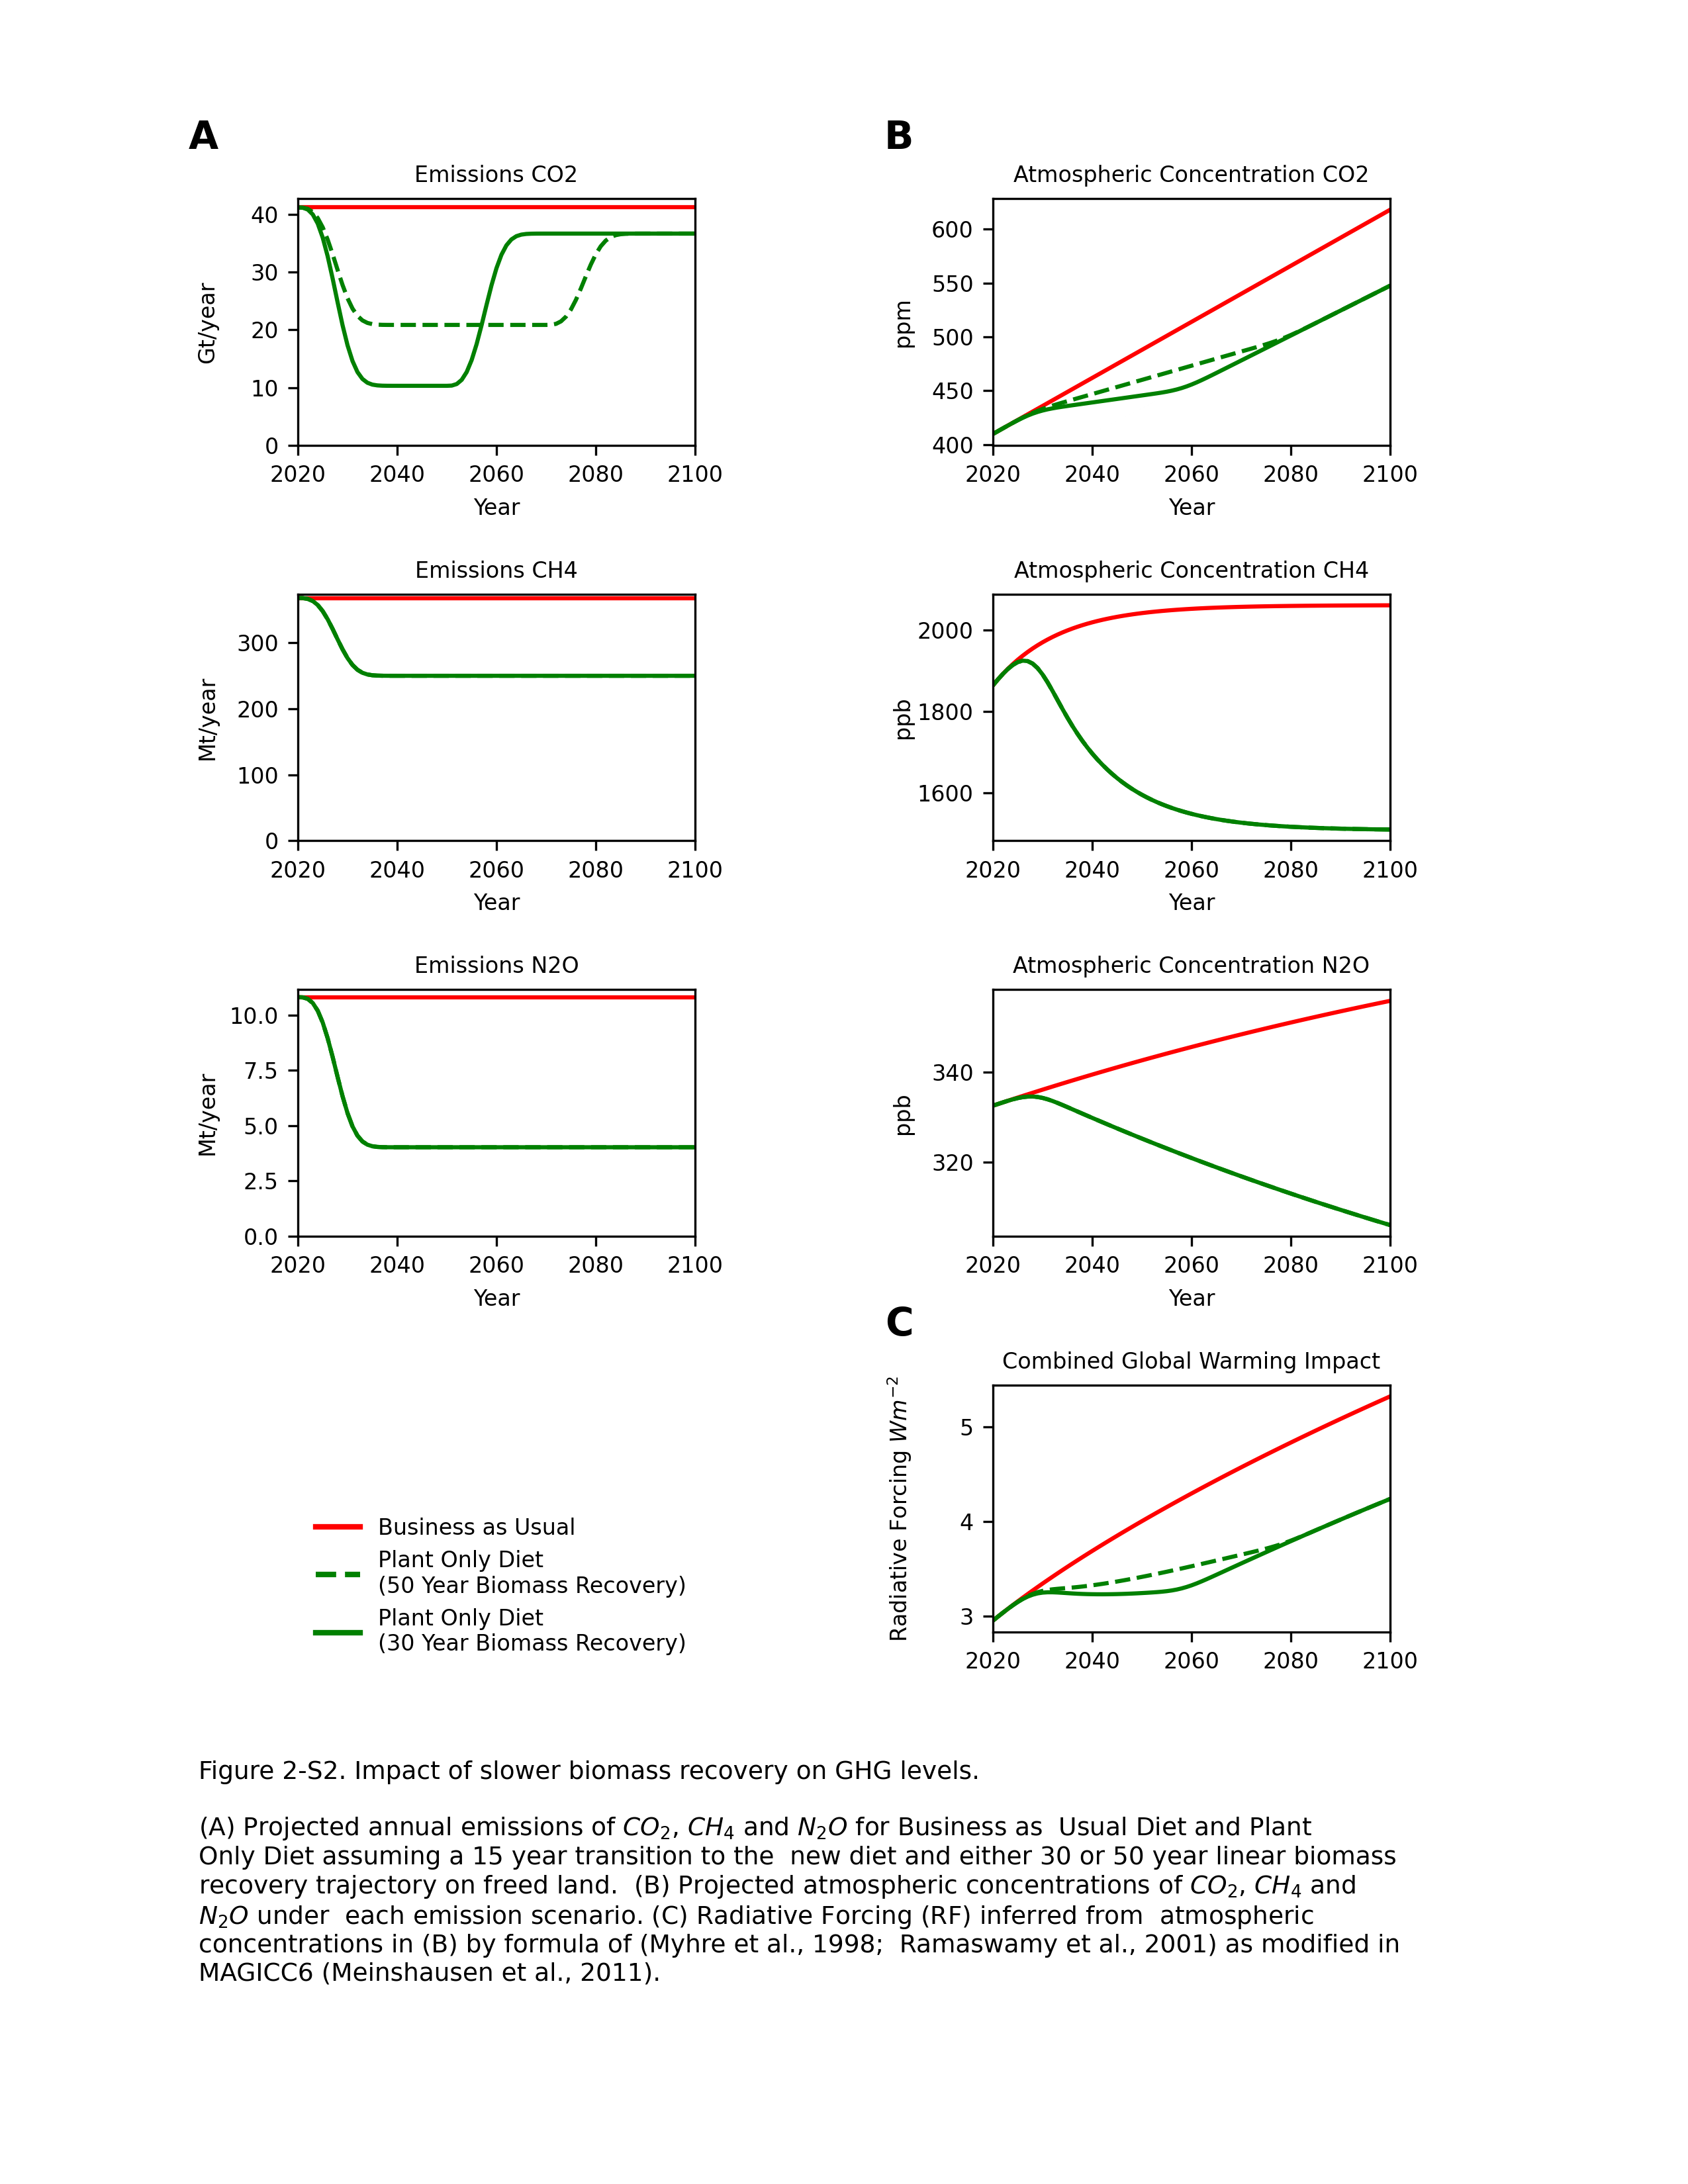 A
Emissions CO2
Gt/year
40
30
20
10
0
2020 2040 2060 2080 2100
Year
B
Atmospheric Concentration CO2
ppm
600
550
500
450
400
2020 2040 2060 2080 2100
Year
Emissions CH4
Mt/year
300
200
100
0
2020 2040 2060 2080 2100
Year
Atmospheric Concentration CH4
ppb
2000
1800
1600
2020 2040 2060 2080 2100
Year
Emissions N2O
Mt/year
10.0
7.5
5.0
2.5
0.0
2020 2040 2060 2080 2100
Year
Atmospheric Concentration N2O
ppb
340
320
2020 2040 2060 2080 2100
Year
C
Combined Global Warming Impact
Radiative Forcing Wm⁻²
5
4
3
2020 2040 2060 2080 2100
Business as Usual
Plant Only Diet
(50 Year Biomass Recovery)
Plant Only Diet
(30 Year Biomass Recovery)
Figure 2-S2. Impact of slower biomass recovery on GHG levels.
(A) Projected annual emissions of CO₂, CH₄ and N₂O for Business as  Usual Diet and Plant
Only Diet assuming a 15 year transition to the  new diet and either 30 or 50 year linear biomass
recovery trajectory on freed land.  (B) Projected atmospheric concentrations of CO₂, CH₄ and
N₂O under  each emission scenario. (C) Radiative Forcing (RF) inferred from  atmospheric
concentrations in (B) by formula of (Myhre et al., 1998;  Ramaswamy et al., 2001) as modified in
MAGICC6 (Meinshausen et al., 2011).